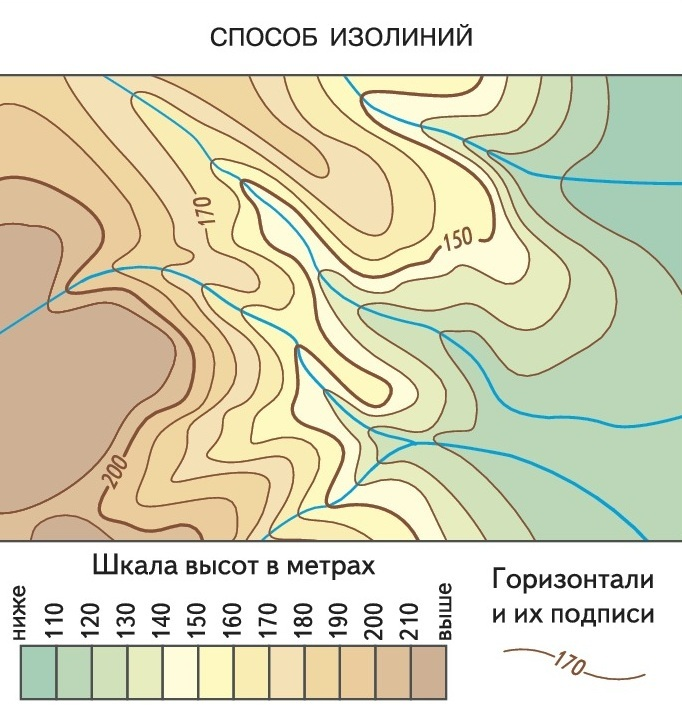 СПОСОБ ИЗОЛИНИЙ
170
150
200
Шкала высот в метрах
ниже 110 120 130 140 150 160 170 180 190 200 210 выше
Горизонтали
и их подписи
170